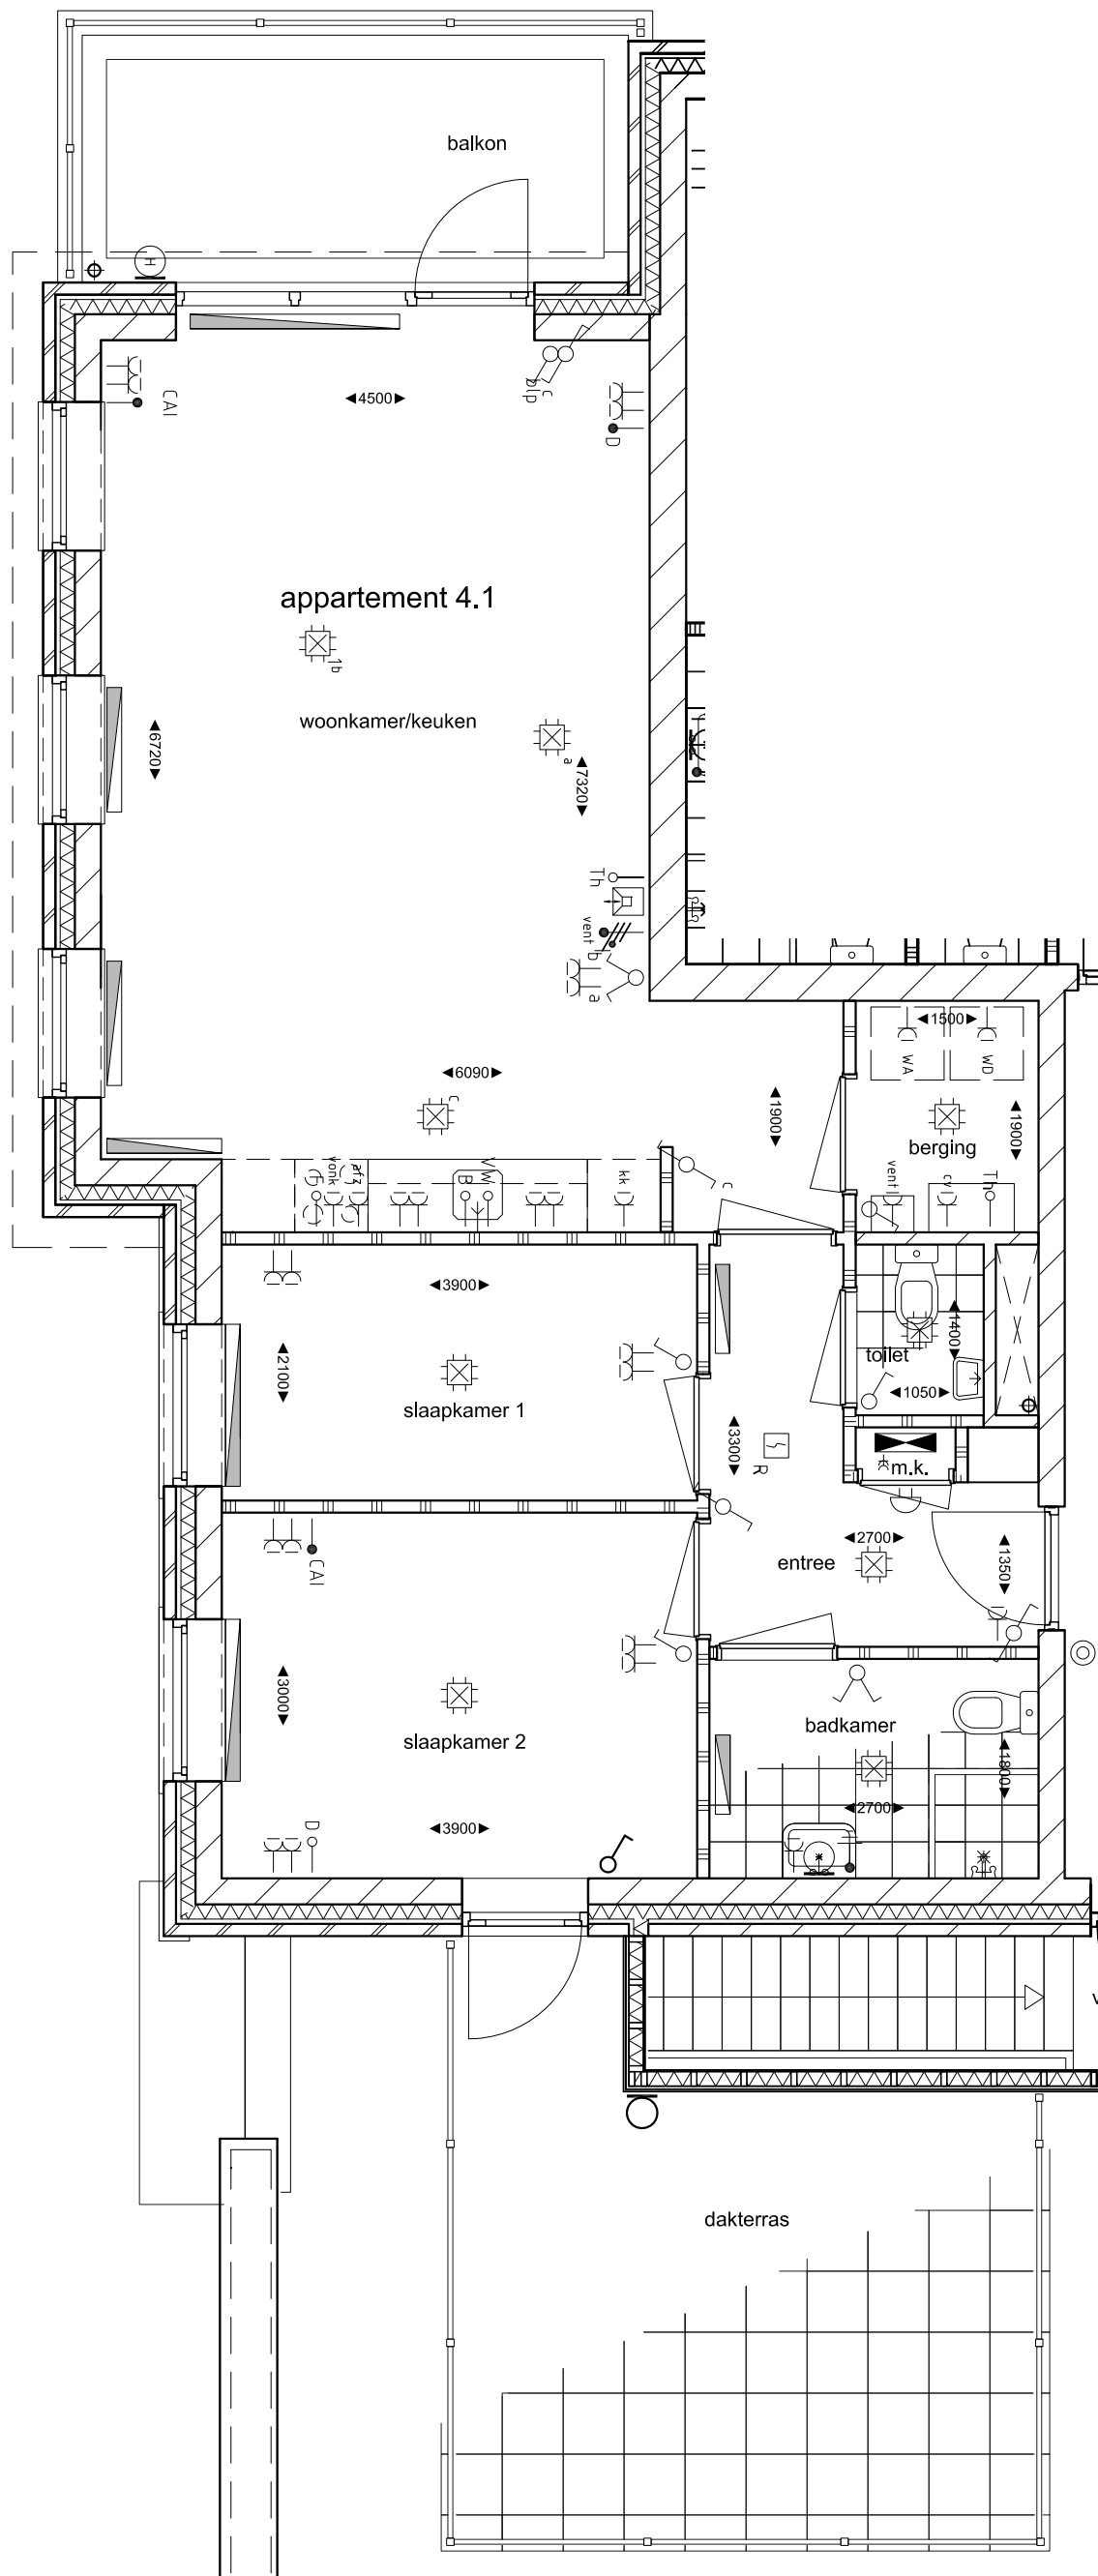 balkon
H
CAI
4500
blp
c
D
appartement 4.1
1b
woonkamer/keuken
a
6720
7320
Th
vent
b
a
1500
WA
WD
6090
c
1900
1900
berging
vonk
afz
F
VW
B
kk
c
vent
cv
Th
3900
2100
slaapkamer 1
1400
toilet
1050
3300
R
m.k.
CAI
entree
2700
1350
3000
slaapkamer 2
badkamer
1800
2700
D
3900
v
dakterras